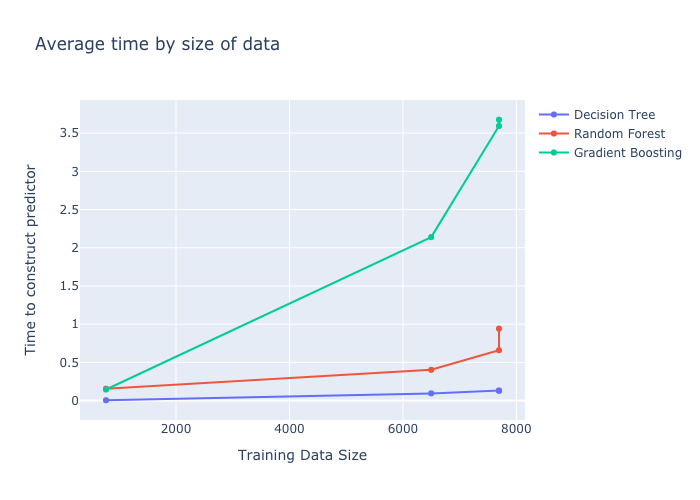 Average time by size of data
Decision Tree
Random Forest
Gradient Boosting
Time to construct predictor
3.5
3
2.5
2
1.5
1
0.5
0
2000
4000
6000
8000
Training Data Size